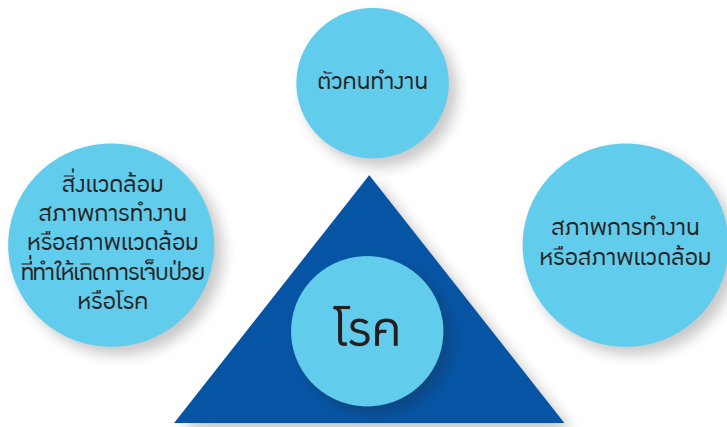 ตัวคนทำงาน
สิ่งแวดล้อม
สภาพการทำงาน
หรือสภาพแวดล้อม
ที่ทำให้เกิดการเจ็บป่วย
หรือโรค
สภาพการทำงาน
หรือสภาพแวดล้อม
โรค